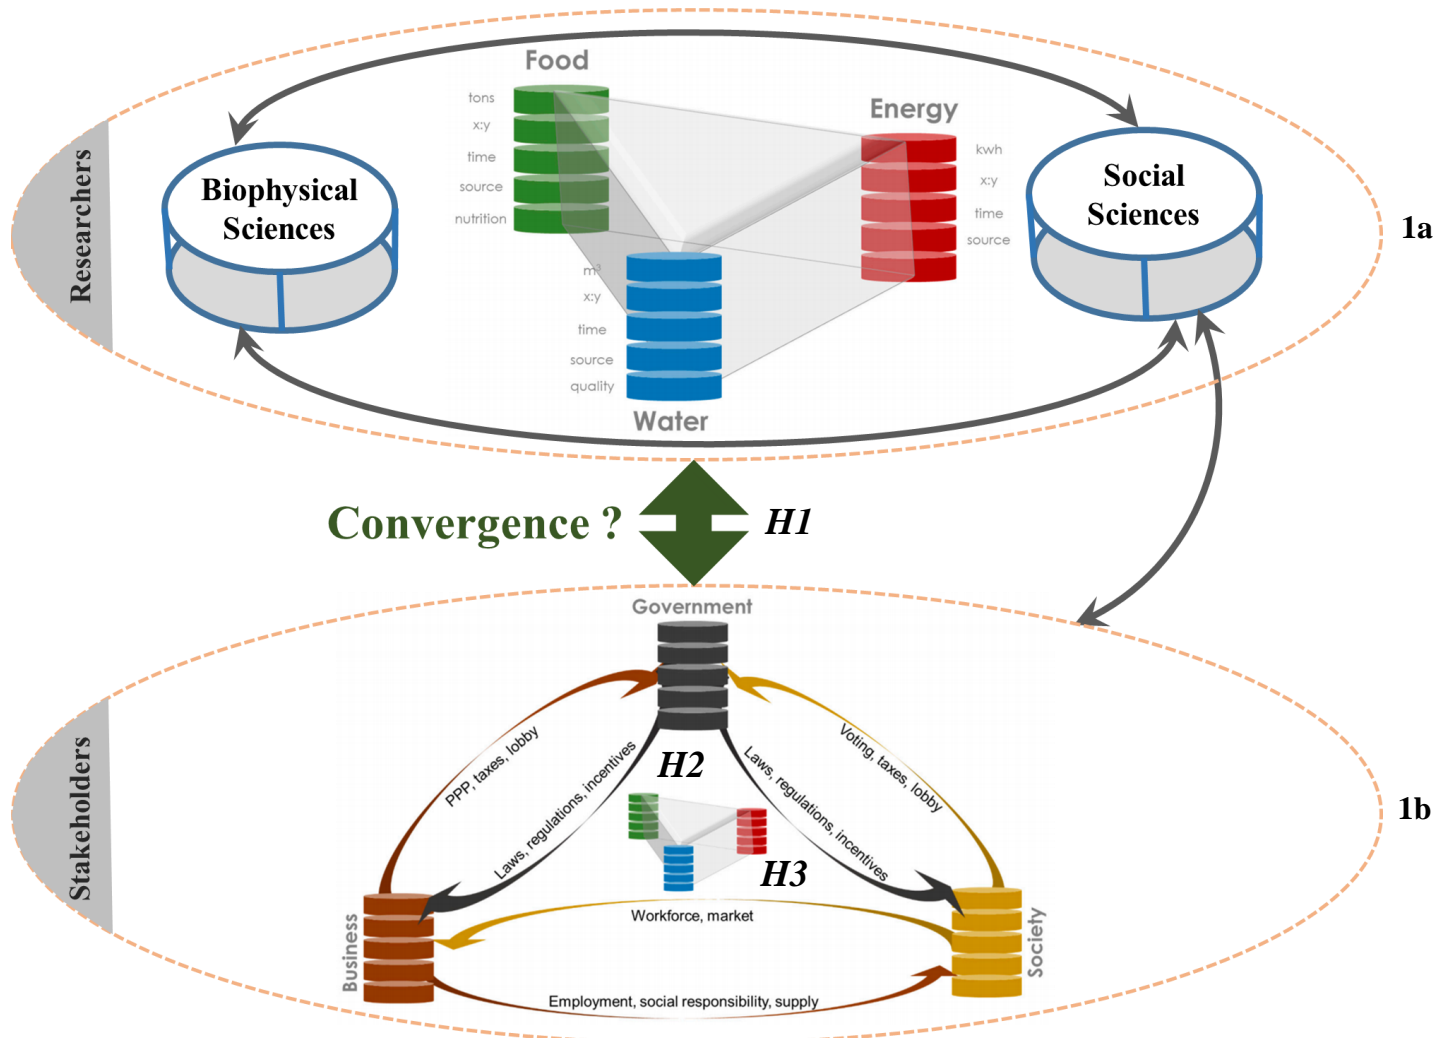 Food
tons
x:y
time
source
nutrition
Energy
kwh
x:y
time
source
Biophysical
Sciences
Social
Sciences
Researchers
1a
m³
x:y
time
source
quality
Water
Convergence ?
H1
Government
PPP, taxes, lobby
Laws, regulations, incentives
H2
Laws, regulations, incentives
Voting, taxes, lobby
Stakeholders
1b
H3
Workforce, market
Business
Society
Employment, social responsibility, supply